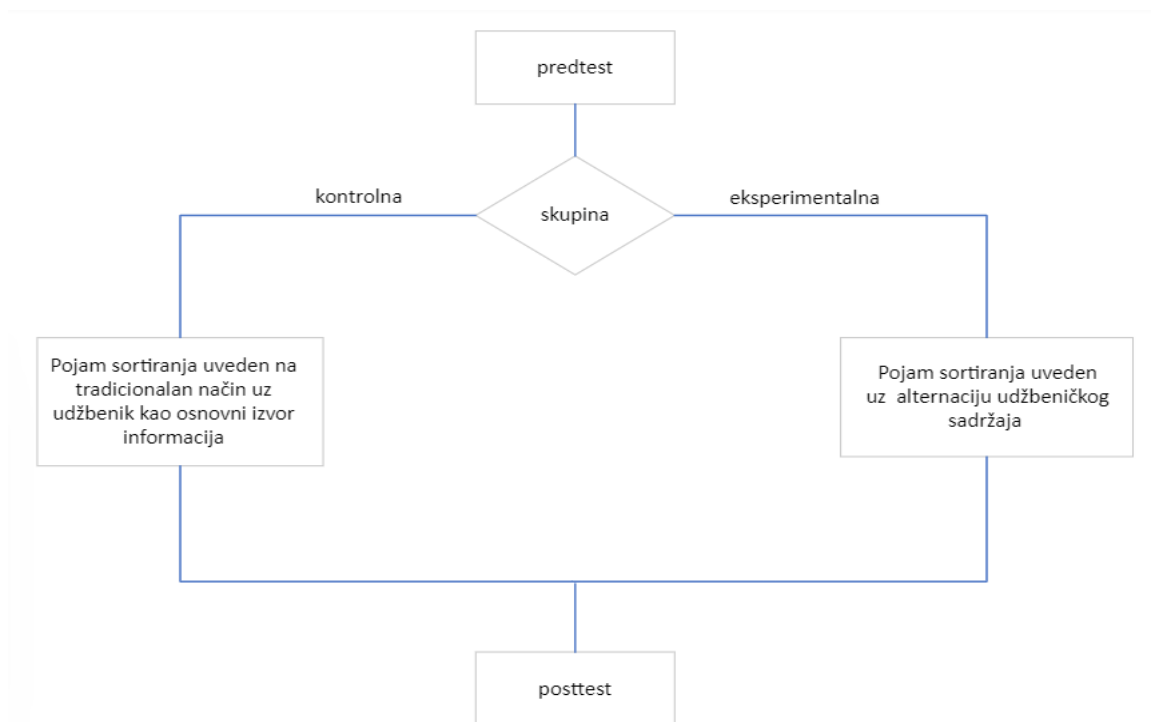 predtest
kontrolna
eksperimentalna
skupina
Pojam sortiranja uveden na
tradicionalan način uz
udžbenik kao osnovni izvor
informacija
Pojam sortiranja uveden
uz alternaciju udžbeničkog
sadržaja
posttest